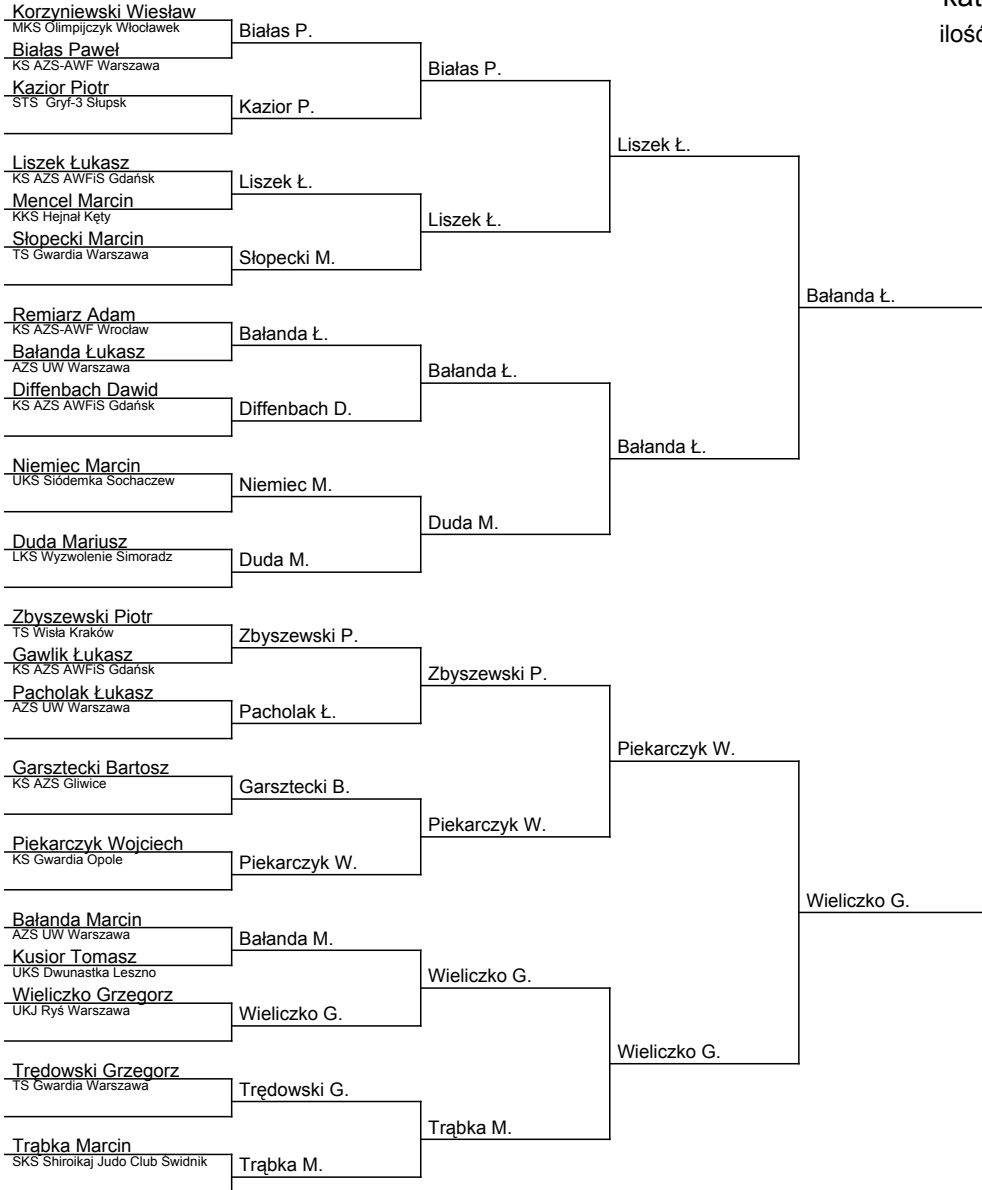 Korzyniewski Wiesław
MKS Olimpijczyk Włocławek
Białas Paweł
KS AZS-AWF Warszawa
Kazior Piotr
STS Gryf-3 Słupsk
Liszek Łukasz
KS AZS AWFiS Gdańsk
Mencel Marcin
KKS Hejnał Kęty
Słopecki Marcin
TS Gwardia Warszawa
Remiarz Adam
KS AZS-AWF Wrocław
Bałanda Łukasz
AZS UW Warszawa
Diffenbach Dawid
KS AZS AWFiS Gdańsk
Niemiec Marcin
UKS Siódemka Sochaczew
Duda Mariusz
LKS Wyzwolenie Simoradz
Zbyszewski Piotr
TS Wisła Kraków
Gawlik Łukasz
KS AZS AWFiS Gdańsk
Pacholak Łukasz
AZS UW Warszawa
Garsztecki Bartosz
KS AZS Gliwice
Piekarczyk Wojciech
KS Gwardia Opole
Bałanda Marcin
AZS UW Warszawa
Kusior Tomasz
UKS Dwunastka Leszno
Wieliczko Grzegorz
UKJ Ryś Warszawa
Trędowski Grzegorz
TS Gwardia Warszawa
Trąbka Marcin
SKS Shiroikaj Judo Club Świdnik
Białas P.
Kazior P.
Liszek Ł.
Słopecki M.
Bałanda Ł.
Diffenbach D.
Niemiec M.
Duda M.
Zbyszewski P.
Pacholak Ł.
Garsztecki B.
Piekarczyk W.
Bałanda M.
Wieliczko G.
Trędowski G.
Trąbka M.
Białas P.
Liszek Ł.
Bałanda Ł.
Duda M.
Zbyszewski P.
Piekarczyk W.
Wieliczko G.
Trąbka M.
Liszek Ł.
Bałanda Ł.
Piekarczyk W.
Wieliczko G.
Bałanda Ł.
Wieliczko G.
ilość